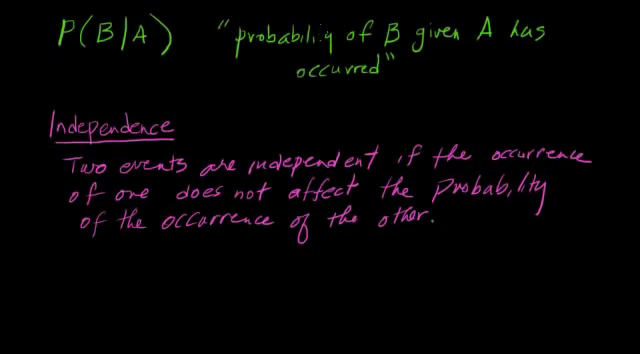 P(B|A) "probability of B given A has
occurred"
Independence
Two events are independent if the occurrence
of one does not affect the probability
of the occurrence of the other.